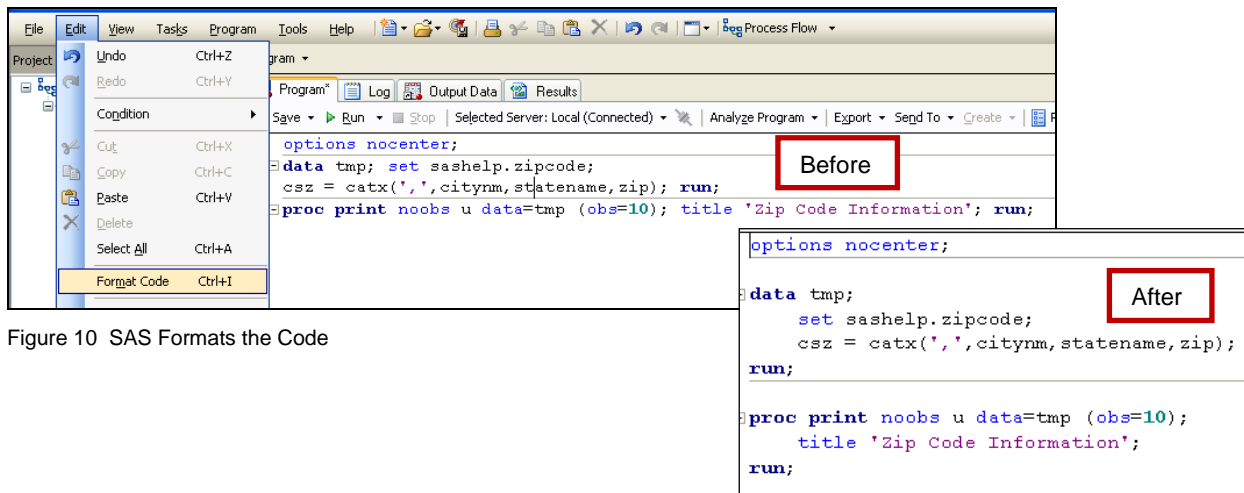 File Edit View Tasks Program Tools Help Process Flow
Project
Undo Ctrl+Z
gram
Redo Ctrl+Y
Program* Log Output Data Results
Condition
Save Run Stop Selected Server: Local (Connected) Analyze Program Export Send To Create
Cut Ctrl+X
Copy Ctrl+C
Paste Ctrl+V
Delete
Select All Ctrl+A
Format Code Ctrl+I
options nocenter;
data tmp; set sashelp.zipcode;
csz = catx(',',citynm,statename,zip); run;
proc print noobs u data=tmp (obs=10); title 'Zip Code Information'; run;
Before
options nocenter;
data tmp;
set sashelp.zipcode;
csz = catx(',',citynm,statename,zip);
run;
proc print noobs u data=tmp (obs=10);
title 'Zip Code Information';
run;
After
Figure 10 SAS Formats the Code